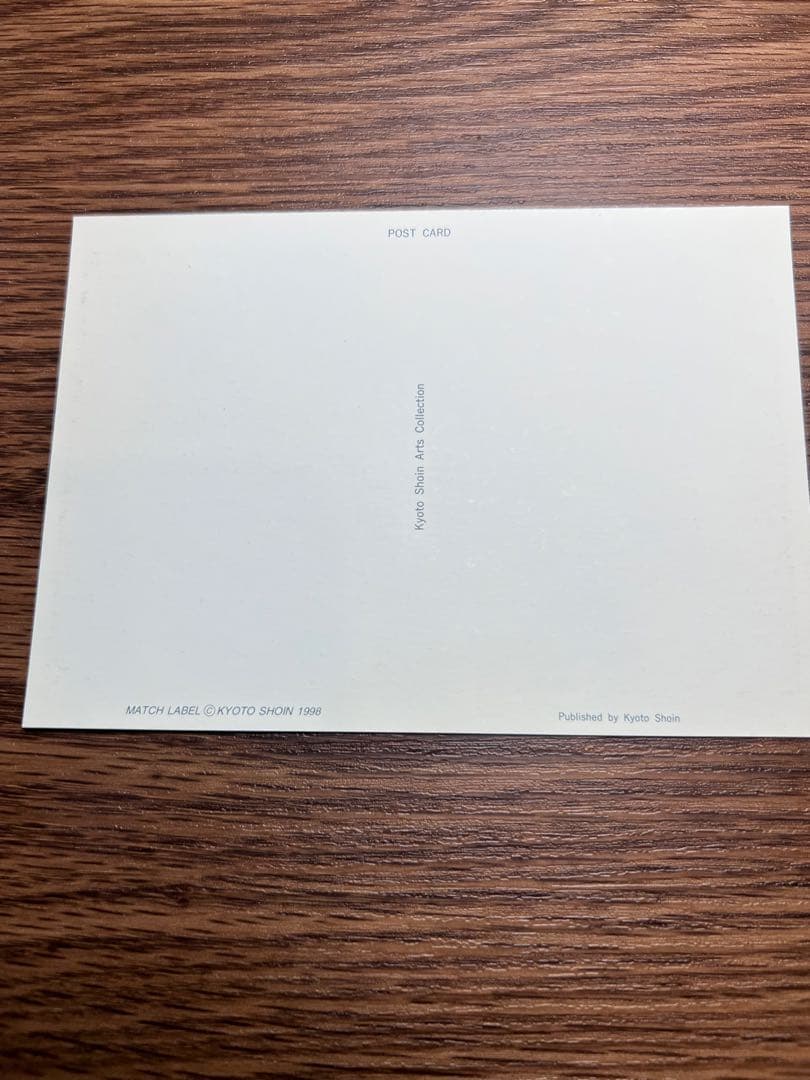 POST CARD
Kyoto Shoin Arts Collection
MATCH LABEL ©KYOTO SHOIN 1998
Published by Kyoto Shoin